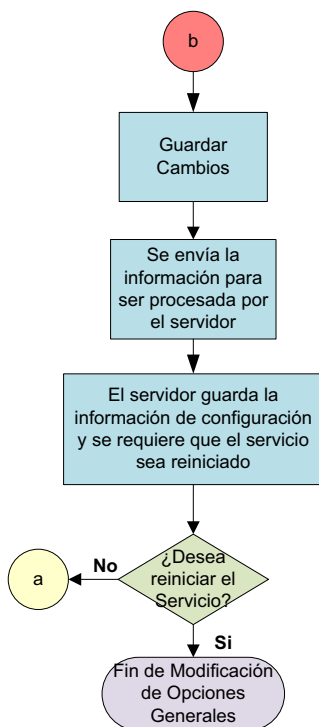 b
Guardar
Cambios
Se envía la
información para
ser procesada por
el servidor
El servidor guarda la
información de configuración
y se requiere que el servicio
sea reiniciado
¿Desea
reiniciar el
Servicio?
No
a
Si
Fin de Modificación
de Opciones
Generales